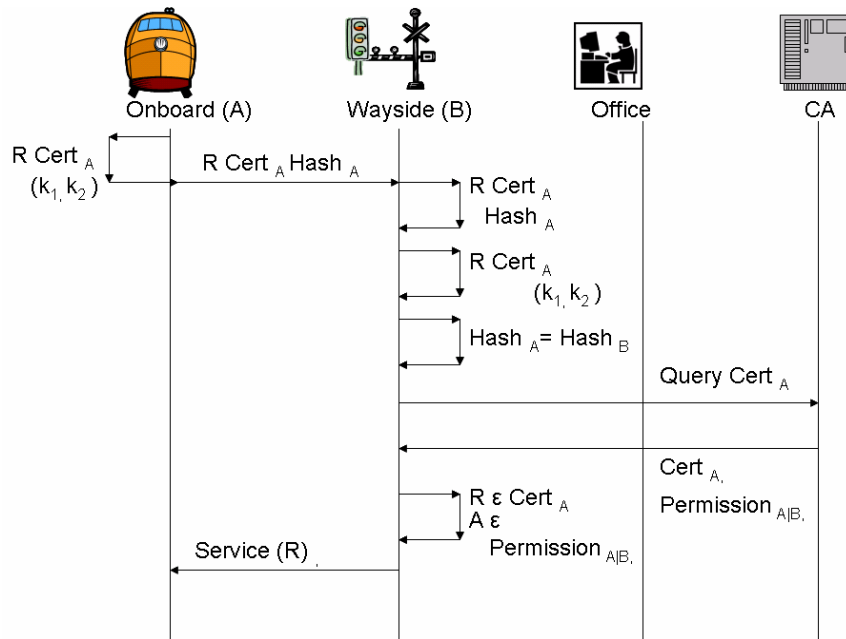 Onboard (A)
Wayside (B)
Office
CA
R Cert A
(k1, k2 )
R Cert A Hash A
R Cert A
Hash A
R Cert A
(k1, k2 )
Hash A = Hash B
Query Cert A
Cert A,
Permission A|B,
R ε Cert A
A ε
Permission A|B,
Service (R) ,